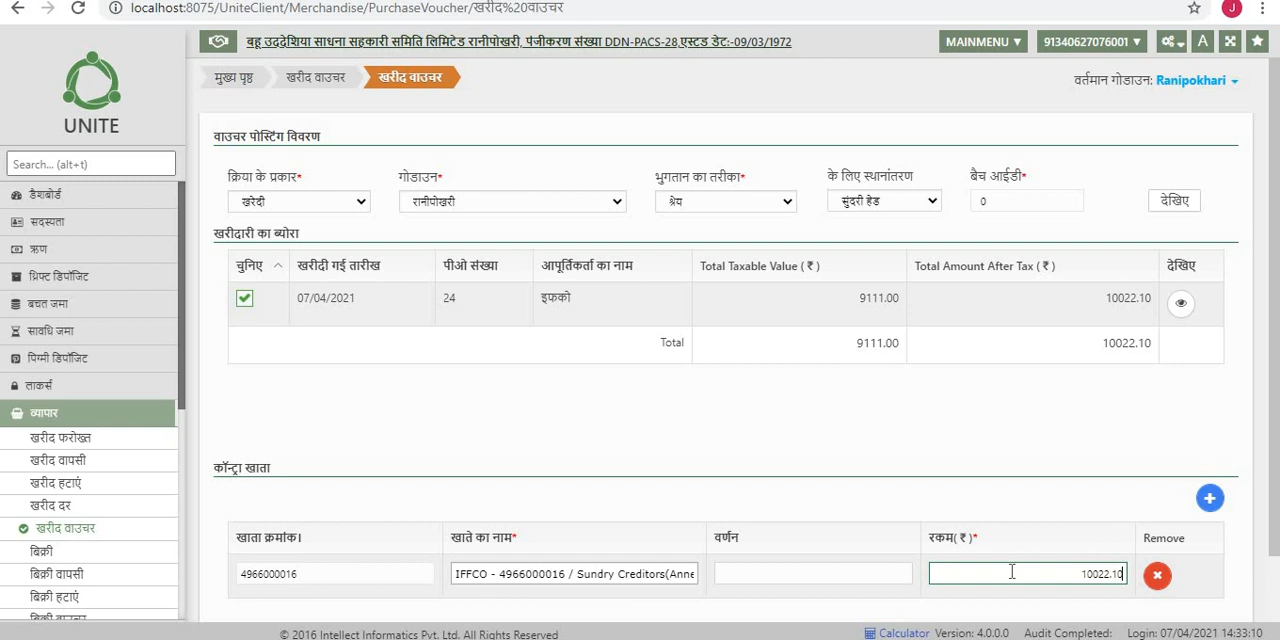 localhost:8075/UniteClient/Merchandise/PurchaseVoucher/खरीद%20वाउचर
J
UNITE
बहू उददेशिया साधना सहकारी समिति लिमिटेड रानीपोखरी, पंजीकरण संख्या DDN-PACS-28,एस्टड डेट:-09/03/1972
MAINMENU
91340627076001
A
मुख्य पृष्ठ
खरीद वाउचर
खरीद वाउचर
वर्तमान गोडाउन: Ranipokhari
Search... (alt+t)
डैशबोर्ड
सदस्यता
ऋण
थ्रिफ्ट डिपॉजिट
बचत जमा
सावधि जमा
पिग्मी डिपॉजिट
लाकर्स
व्यापार
खरीद फरोख्त
खरीद वापसी
खरीद हटाएं
खरीद दर
खरीद वाउचर
बिक्री
बिक्री वापसी
बिक्री हटाएं
बिक्री वाउचर
वाउचर पोस्टिंग विवरण
क्रिया के प्रकार* गोडाउन* भुगतान का तरीका* के लिए स्थानांतरण बैच आईडी*
खरेदी रानीपोखरी श्रेय सुंदरी हेड 0 देखिए
खरीदारी का ब्योरा
चुनिए खरीदी गई तारीख पीओ संख्या आपूर्तिकर्ता का नाम Total Taxable Value ( ₹ ) Total Amount After Tax ( ₹ ) देखिए
07/04/2021 24 इफको 9111.00 10022.10
Total 9111.00 10022.10
कॉन्ट्रा खाता
खाता क्रमांक। खाते का नाम* वर्णन रकम( ₹ )* Remove
4966000016 IFFCO - 4966000016 / Sundry Creditors(Anne 10022.10
© 2016 Intellect Informatics Pvt. Ltd. All Rights Reserved
Calculator Version: 4.0.0.0 Audit Completed: Login: 07/04/2021 14:33:10